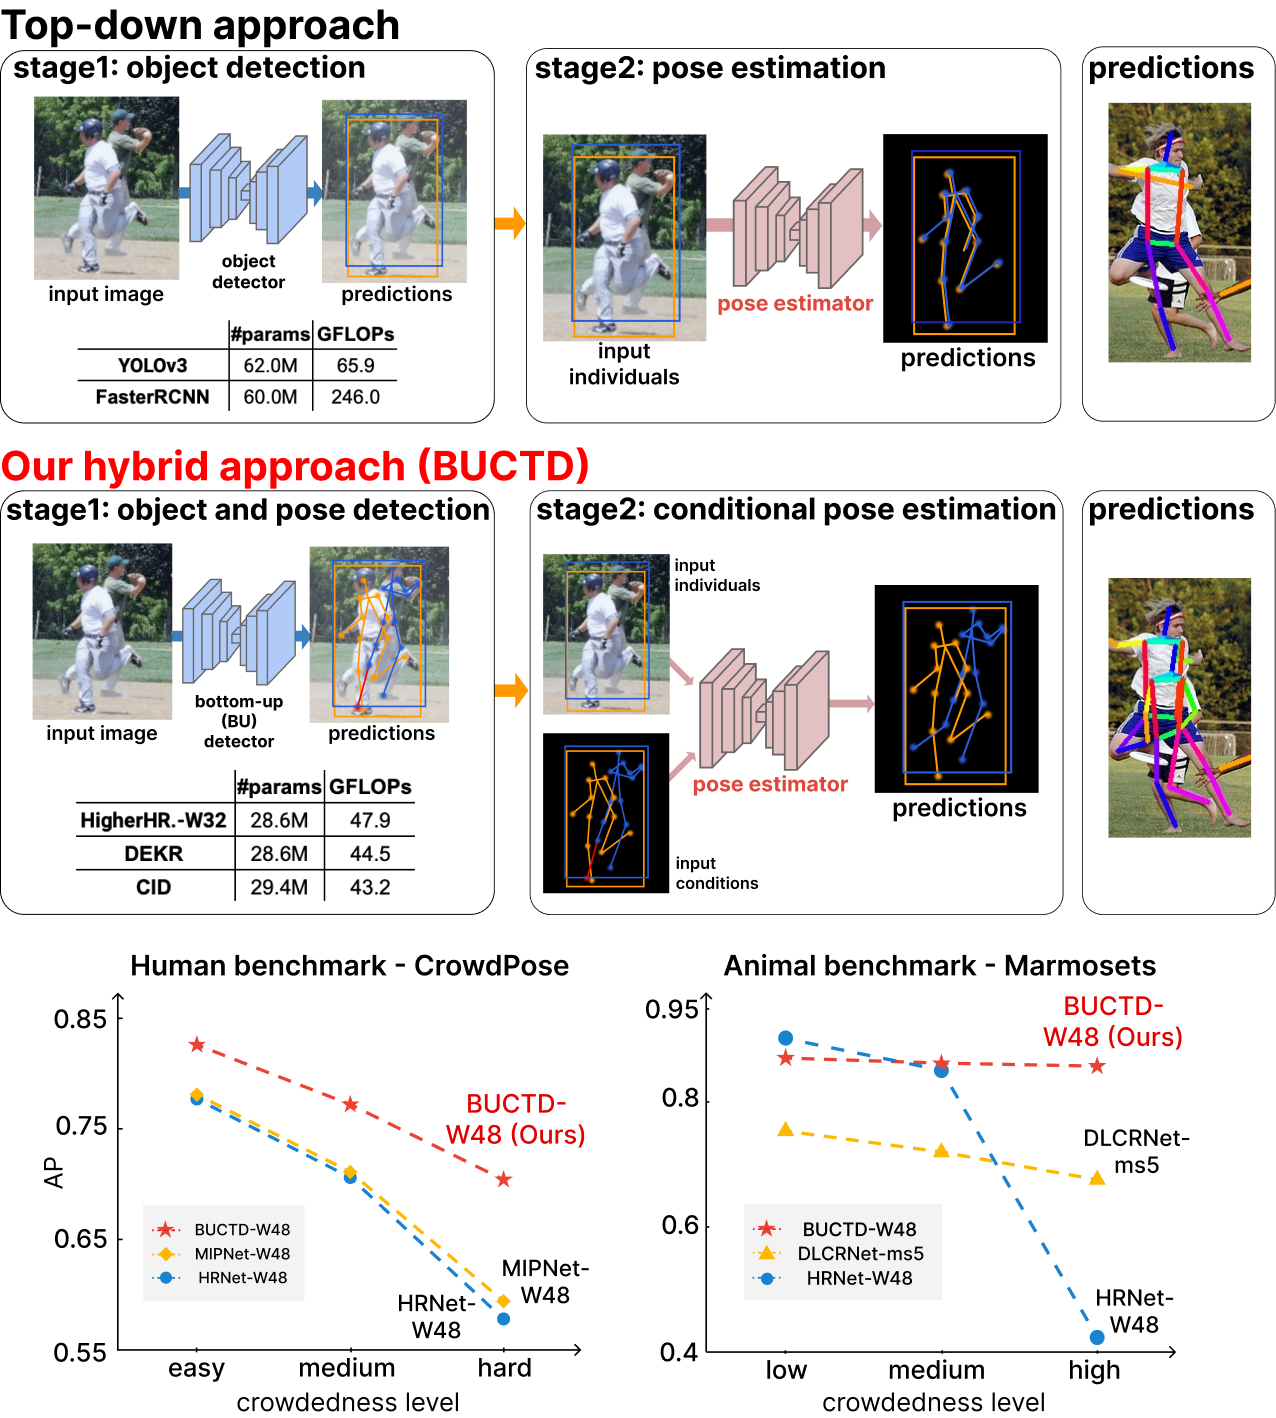 Top-down approach
stage1: object detection
stage2: pose estimation
predictions
input image
object
detector
predictions
#params GFLOPs
YOLOv3 62.0M 65.9
FasterRCNN 60.0M 246.0
input
individuals
pose estimator
predictions
Our hybrid approach (BUCTD)
stage1: object and pose detection
stage2: conditional pose estimation
predictions
input image
bottom-up
(BU)
detector
predictions
#params GFLOPs
HigherHR.-W32 28.6M 47.9
DEKR 28.6M 44.5
CID 29.4M 43.2
input
individuals
input
conditions
pose estimator
predictions
Human benchmark - CrowdPose
0.85
0.75
0.65
0.55
AP
BUCTD-
W48 (Ours)
MIPNet-
W48
HRNet-
W48
BUCTD-W48
MIPNet-W48
HRNet-W48
easy medium hard
crowdedness level
Animal benchmark - Marmosets
0.95
0.8
0.6
0.4
BUCTD-
W48 (Ours)
DLCRNet-
ms5
HRNet-
W48
BUCTD-W48
DLCRNet-ms5
HRNet-W48
low medium high
crowdedness level